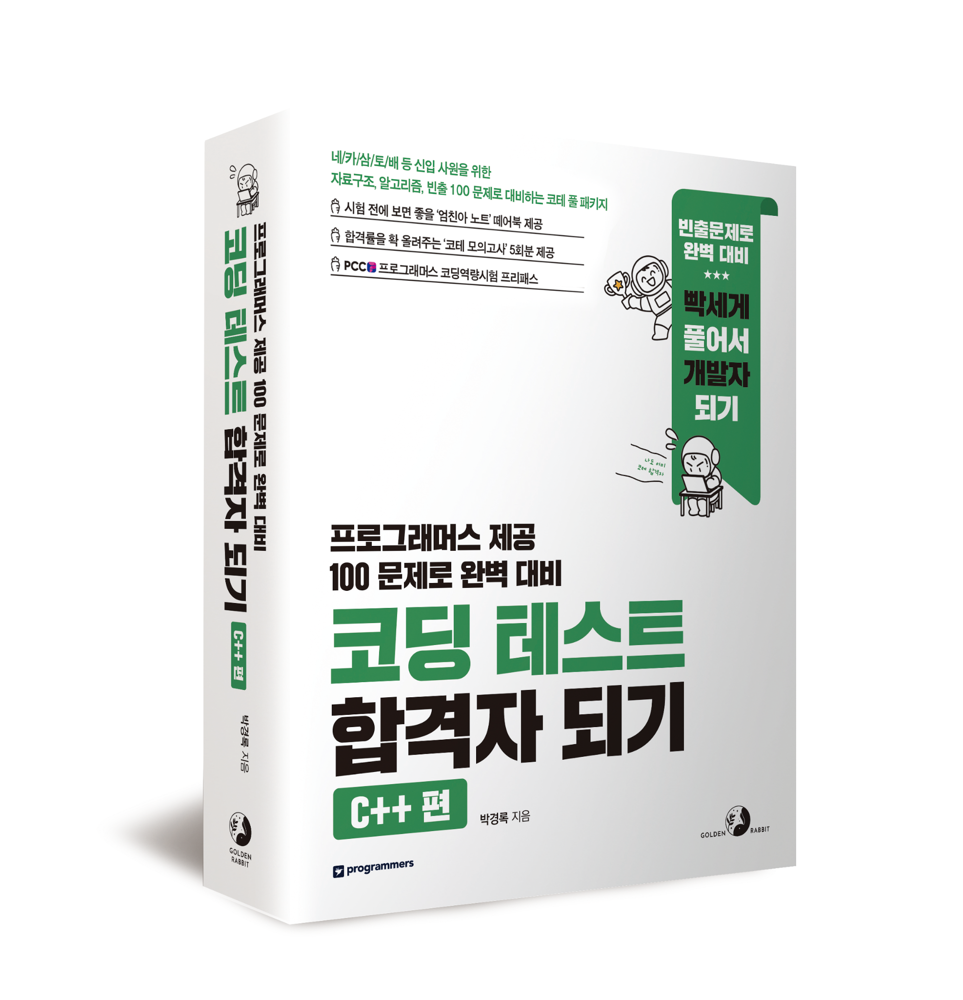 네/카/삼/토/배 등 신입 사원을 위한
자료구조, 알고리즘, 빈출 100 문제로 대비하는 코테 풀 패키지
시험 전에 보면 좋을 ‘엄친아 노트’ 떼어북 제공
합격률을 확 올려주는 ‘코테 모의고사’ 5회분 제공
PCC 프로그래머스 코딩역량시험 프리패스
빈출문제로
완벽 대비
★★★
빡세게
풀어서
개발자
되기
나도 이미
코테 합격자
프로그래머스 제공
100 문제로 완벽 대비
코딩 테스트
합격자 되기
C++ 편
박경록 지음
programmers
GOLDEN RABBIT
프로그래머스 제공 100 문제로 완벽 대비
코딩 테스트 합격자 되기 C++ 편
박경록 지음
GOLDEN
RABBIT